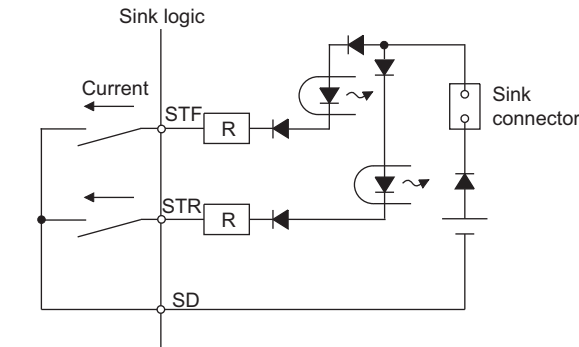 Sink logic
Current
STF
R
Sink
connector
STR
R
SD